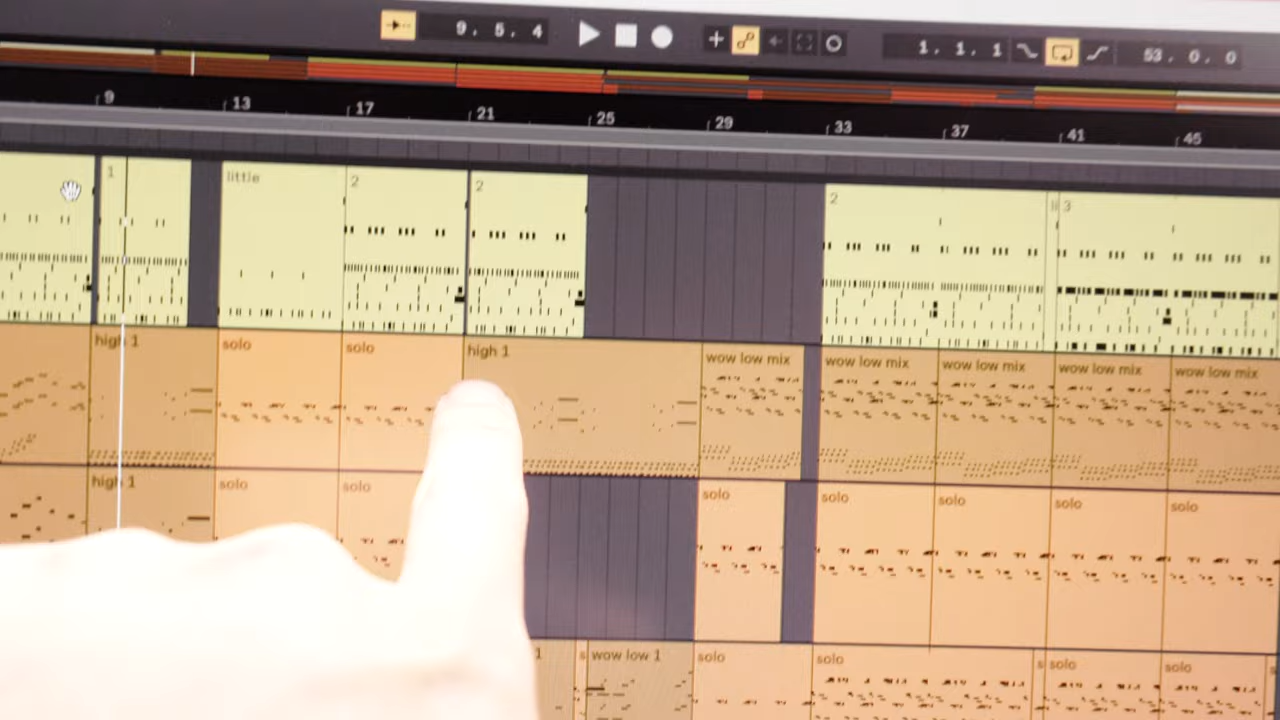 9. 5. 4 1. 1. 1 53. 0. 0
9 13 17 21 25 29 33 37 41 45
1 little 2 2 2 3
high 1 solo solo high 1 wow low mix wow low mix wow low mix wow low mix wow low mix
high 1 solo solo solo solo solo solo solo
1 s wow low 1 solo solo s solo solo s